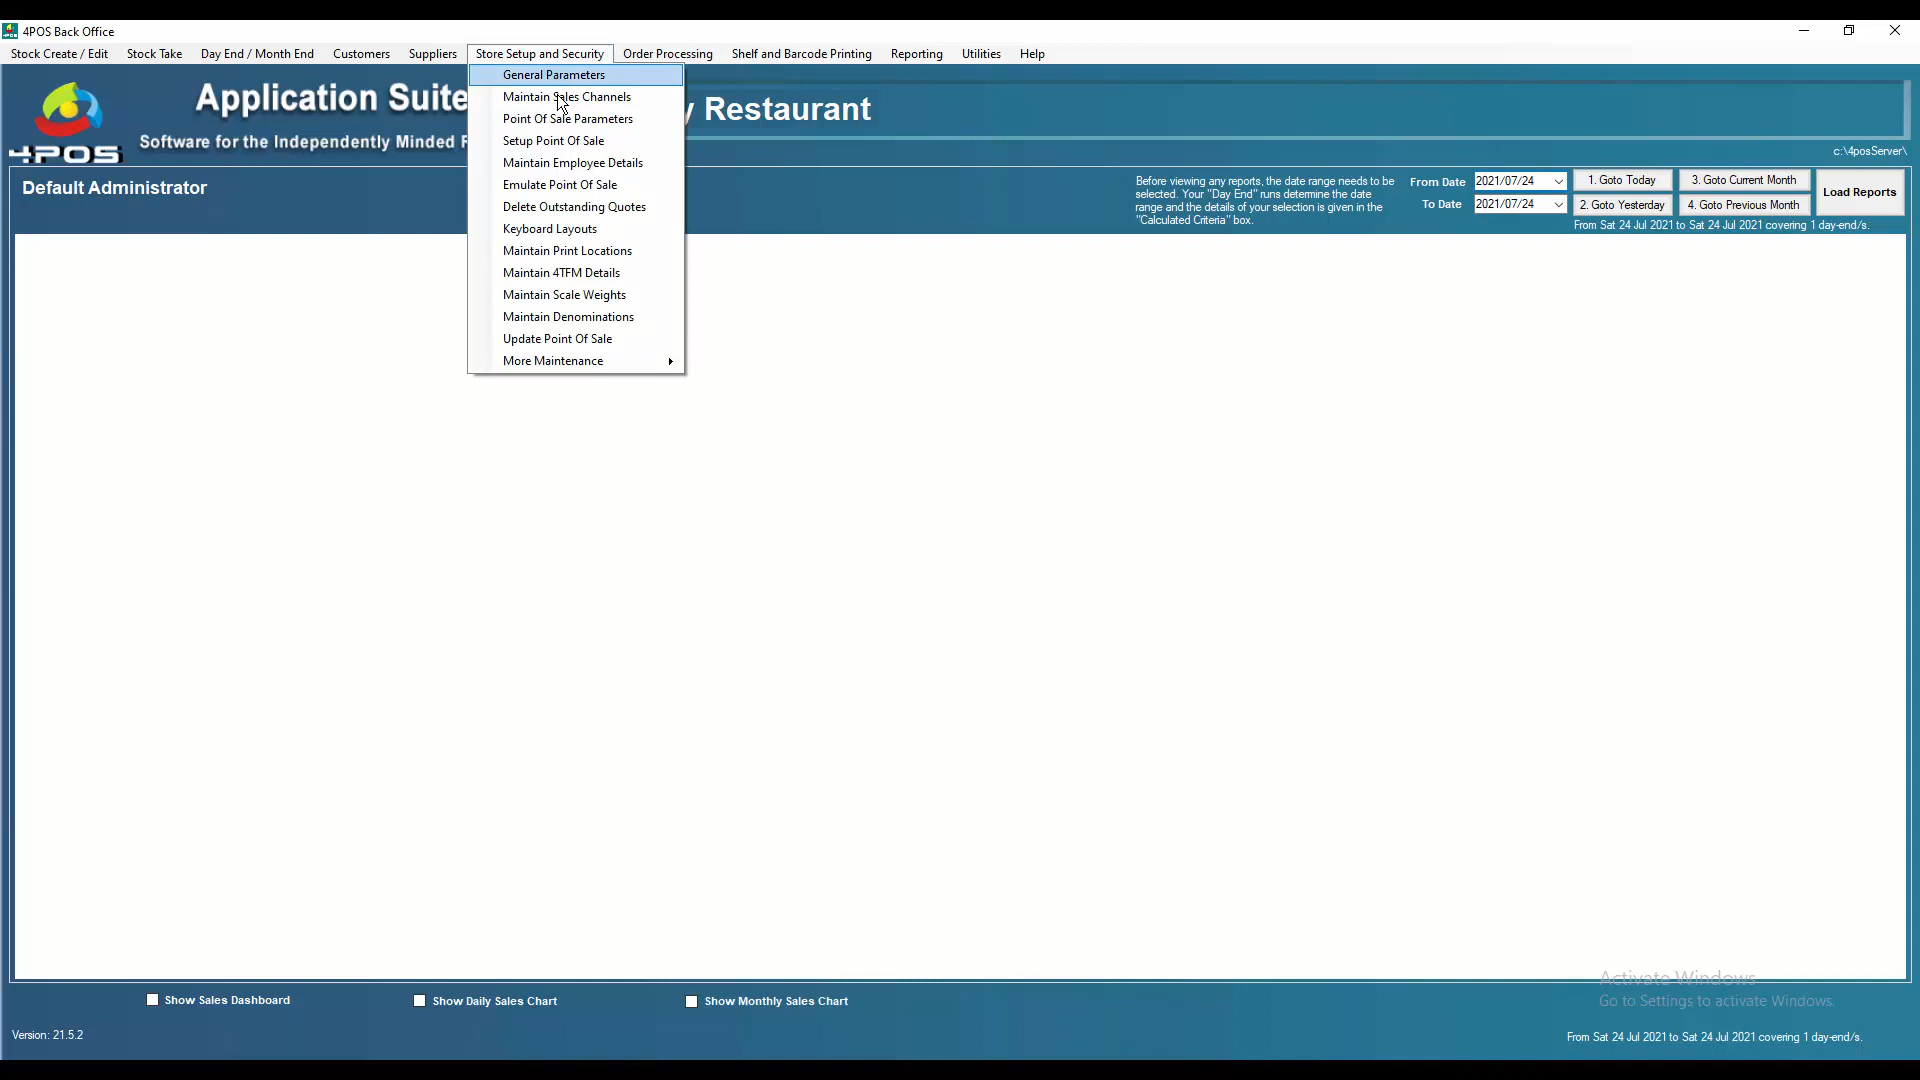 4POS Back Office
Stock Create / Edit Stock Take Day End / Month End Customers Suppliers Store Setup and Security Order Processing Shelf and Barcode Printing Reporting Utilities Help
General Parameters
Maintain Sales Channels
Point Of Sale Parameters
Setup Point Of Sale
Maintain Employee Details
Emulate Point Of Sale
Delete Outstanding Quotes
Keyboard Layouts
Maintain Print Locations
Maintain 4TFM Details
Maintain Scale Weights
Maintain Denominations
Update Point Of Sale
More Maintenance
4POS
Application Suite
Software for the Independently Minded
Restaurant
c:\4posServer\
Default Administrator
Before viewing any reports, the date range needs to be
selected. Your "Day End" runs determine the date
range and the details of your selection is given in the
"Calculated Criteria" box.
From Date 2021/07/24
To Date 2021/07/24
1. Goto Today 3. Goto Current Month
2. Goto Yesterday 4. Goto Previous Month
Load Reports
From Sat 24 Jul 2021 to Sat 24 Jul 2021 covering 1 day-end/s.
Activate Windows
Go to Settings to activate Windows.
Show Sales Dashboard Show Daily Sales Chart Show Monthly Sales Chart
Version: 21.5.2
From Sat 24 Jul 2021 to Sat 24 Jul 2021 covering 1 day-end/s.